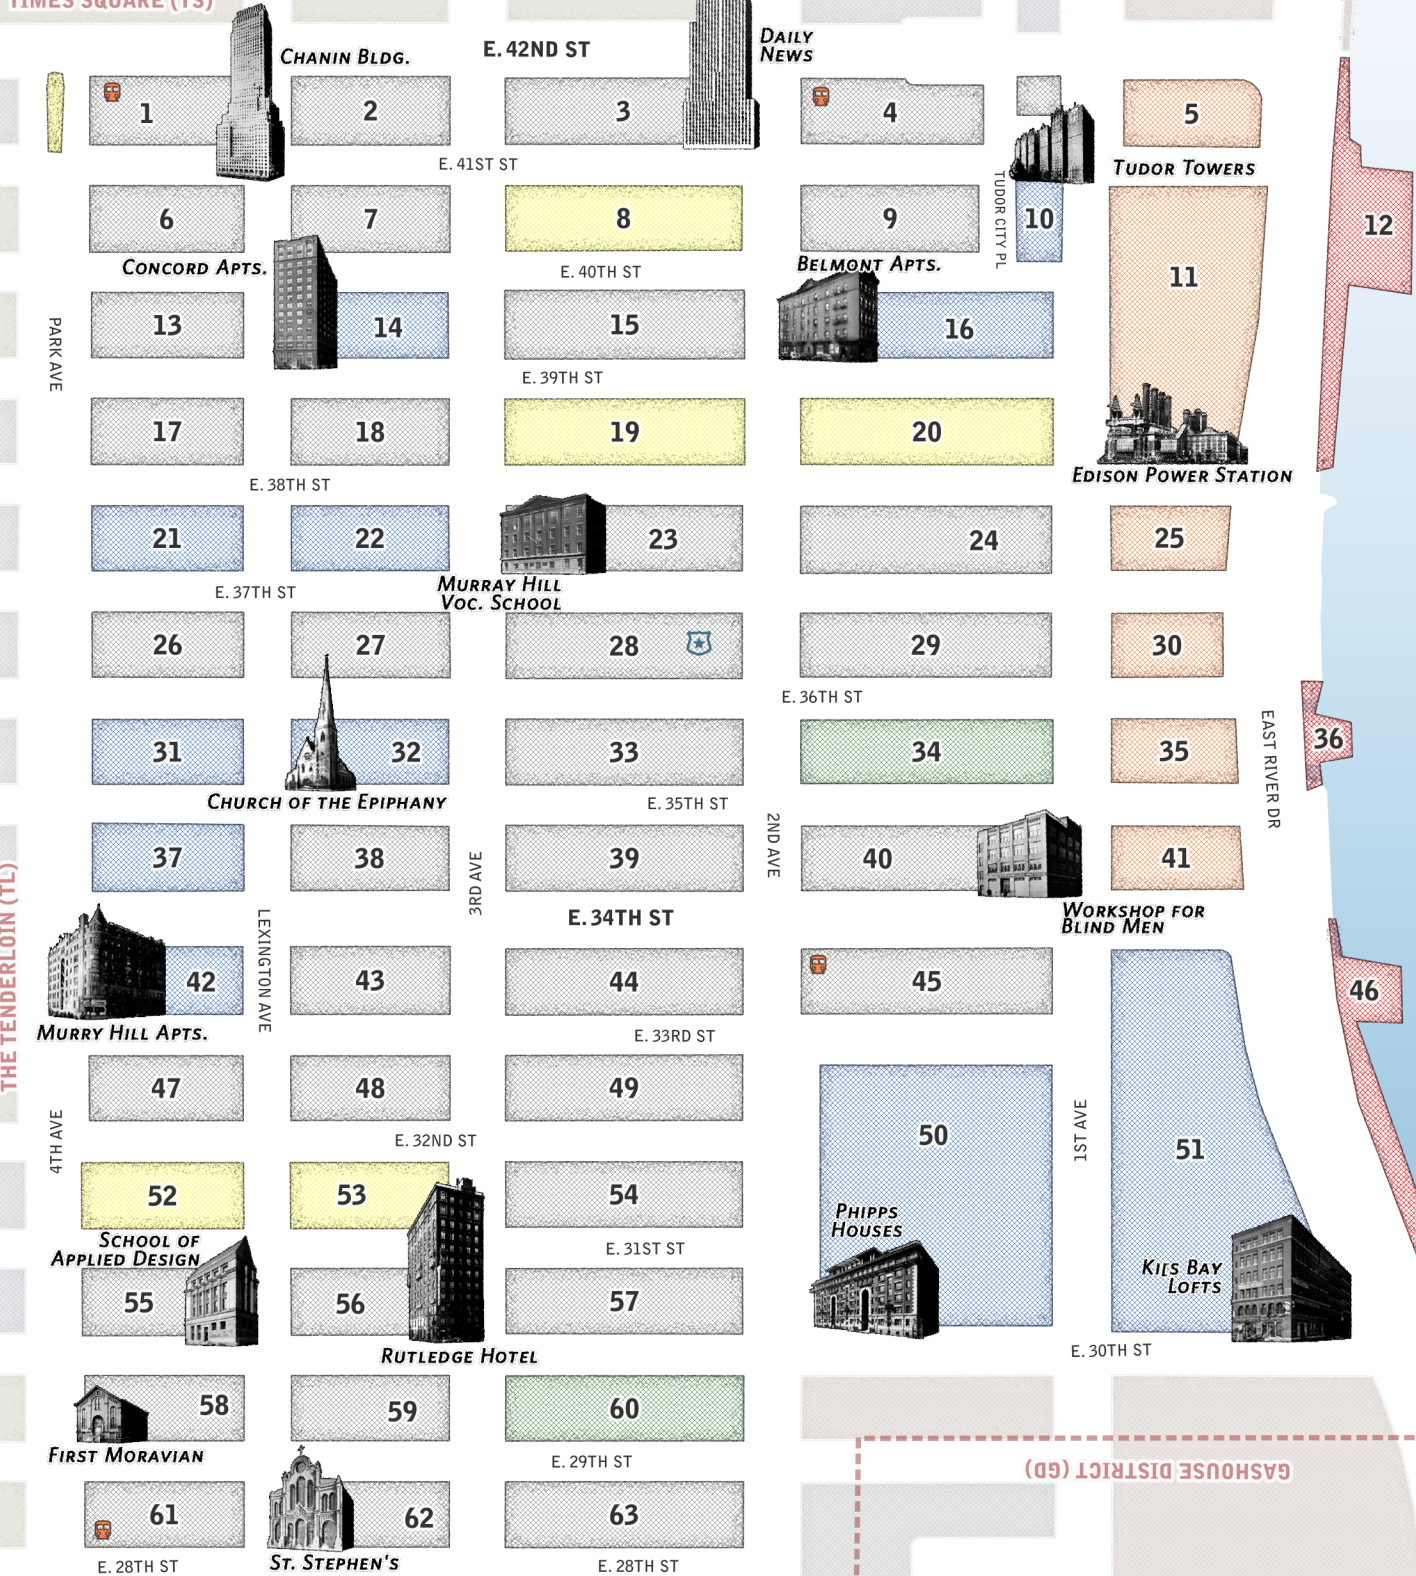 TIMES SQUARE (TS)
CHANIN BLDG.
E. 42ND ST
DAILY
NEWS
1
2
3
4
5
E. 41ST ST
TUDOR TOWERS
6
7
8
9
TUDOR CITY PL
10
11
12
CONCORD APTS.
E. 40TH ST
BELMONT APTS.
PARK AVE
13
14
15
16
E. 39TH ST
17
18
19
20
EDISON POWER STATION
E. 38TH ST
21
22
23
24
25
E. 37TH ST
MURRAY HILL
VOC. SCHOOL
26
27
28
29
30
E. 36TH ST
31
32
33
34
35
36
EAST RIVER DR
CHURCH OF THE EPIPHANY
E. 35TH ST
37
38
3RD AVE
39
2ND AVE
40
41
THE TENDERLOIN (TL)
LEXINGTON AVE
E. 34TH ST
WORKSHOP FOR
BLIND MEN
42
43
44
45
46
MURRY HILL APTS.
E. 33RD ST
47
48
49
50
51
4TH AVE
E. 32ND ST
1ST AVE
52
53
54
PHIPPS
HOUSES
SCHOOL OF
APPLIED DESIGN
E. 31ST ST
KIPS BAY
LOFTS
55
56
57
RUTLEDGE HOTEL
E. 30TH ST
58
59
60
FIRST MORAVIAN
E. 29TH ST
GASHOUSE DISTRICT (GD)
61
62
63
E. 28TH ST
ST. STEPHEN'S
E. 28TH ST